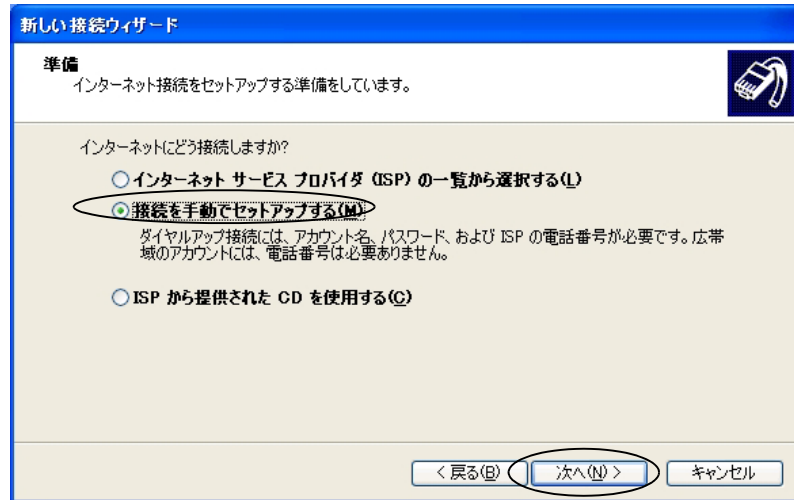 新しい接続ウィザード
準備
インターネット接続をセットアップする準備をしています。
インターネットにどう接続しますか?
インターネット サービス プロバイダ (ISP) の一覧から選択する(L)
接続を手動でセットアップする(M)
ダイヤルアップ接続には、アカウント名、パスワード、および ISP の電話番号が必要です。広帯
域のアカウントには、電話番号は必要ありません。
ISP から提供された CD を使用する(C)
< 戻る(B) 次へ(N) > キャンセル